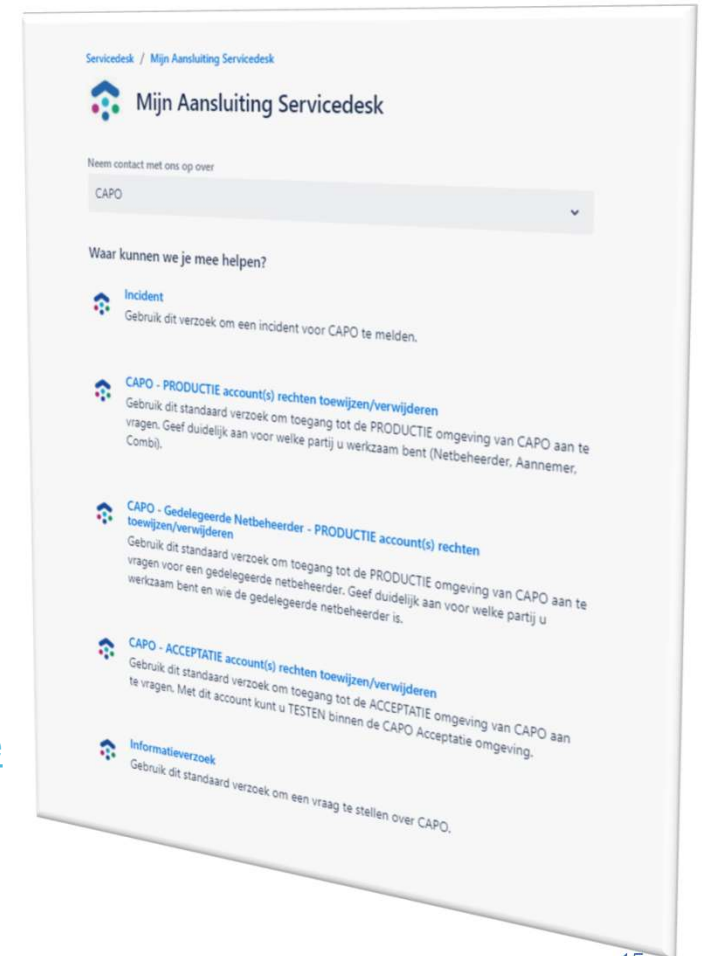 Servicedesk / Mijn Aansluiting Servicedesk
Mijn Aansluiting Servicedesk
Neem contact met ons op over
CAPO
Waar kunnen we je mee helpen?
Incident
Gebruik dit verzoek om een incident voor CAPO te melden.
CAPO - PRODUCTIE account(s) rechten toewijzen/verwijderen
Gebruik dit standaard verzoek om toegang tot de PRODUCTIE omgeving van CAPO aan te
vragen. Geef duidelijk aan voor welke partij u werkzaam bent (Netbeheerder, Aannemer,
Combi).
CAPO - Gedelegeerde Netbeheerder - PRODUCTIE account(s) rechten
toewijzen/verwijderen
Gebruik dit standaard verzoek om toegang tot de PRODUCTIE omgeving van CAPO aan te
vragen voor een gedelegeerde netbeheerder. Geef duidelijk aan voor welke partij u
werkzaam bent en wie de gedelegeerde netbeheerder is.
CAPO - ACCEPTATIE account(s) rechten toewijzen/verwijderen
Gebruik dit standaard verzoek om toegang tot de ACCEPTATIE omgeving van CAPO aan
te vragen. Met dit account kunt u TESTEN binnen de CAPO Acceptatie omgeving.
Informatieverzoek
Gebruik dit standaard verzoek om een vraag te stellen over CAPO.